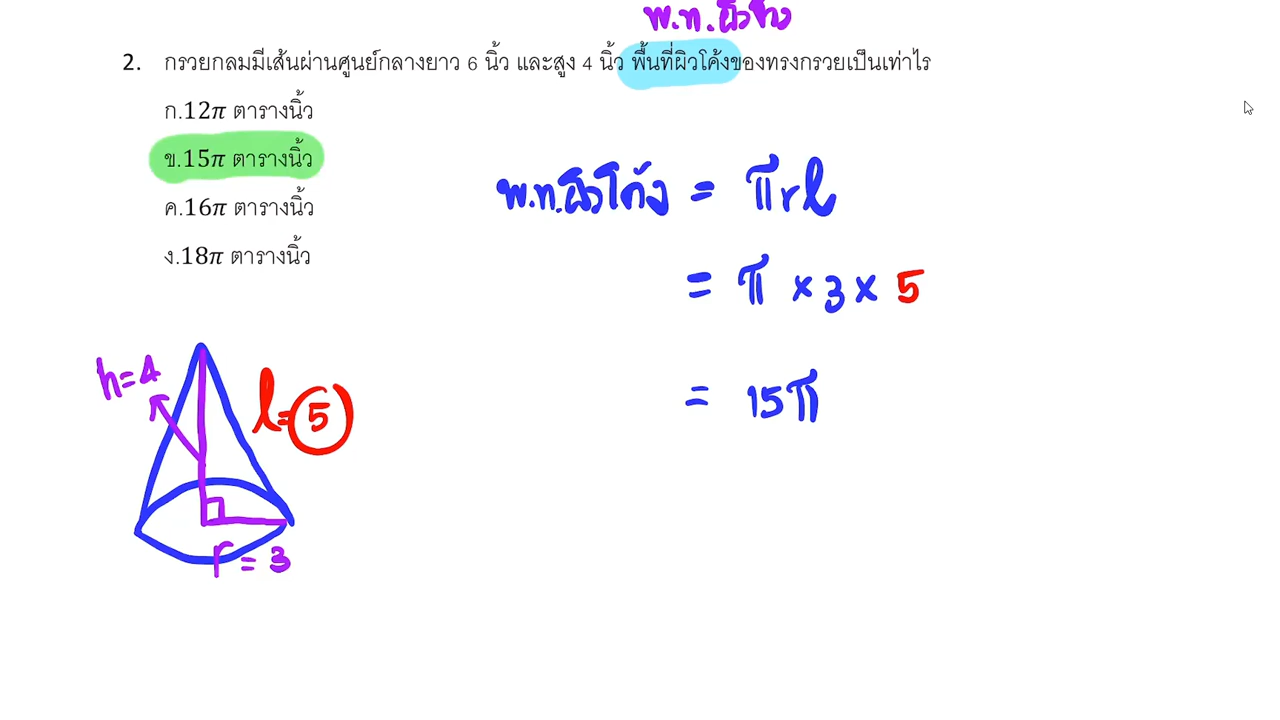 พ.ท.ผิวข้าง
2. กรวยกลมมีเส้นผ่านศูนย์กลางยาว 6 นิ้ว และสูง 4 นิ้ว พื้นที่ผิวโค้งของทรงกรวยเป็นเท่าไร
ก.12π ตารางนิ้ว
ข.15π ตารางนิ้ว
ค.16π ตารางนิ้ว
ง.18π ตารางนิ้ว
พ.ท.ผิวโค้ง = πrl
= π × 3 × 5
= 15π
h=4
l=5
r = 3